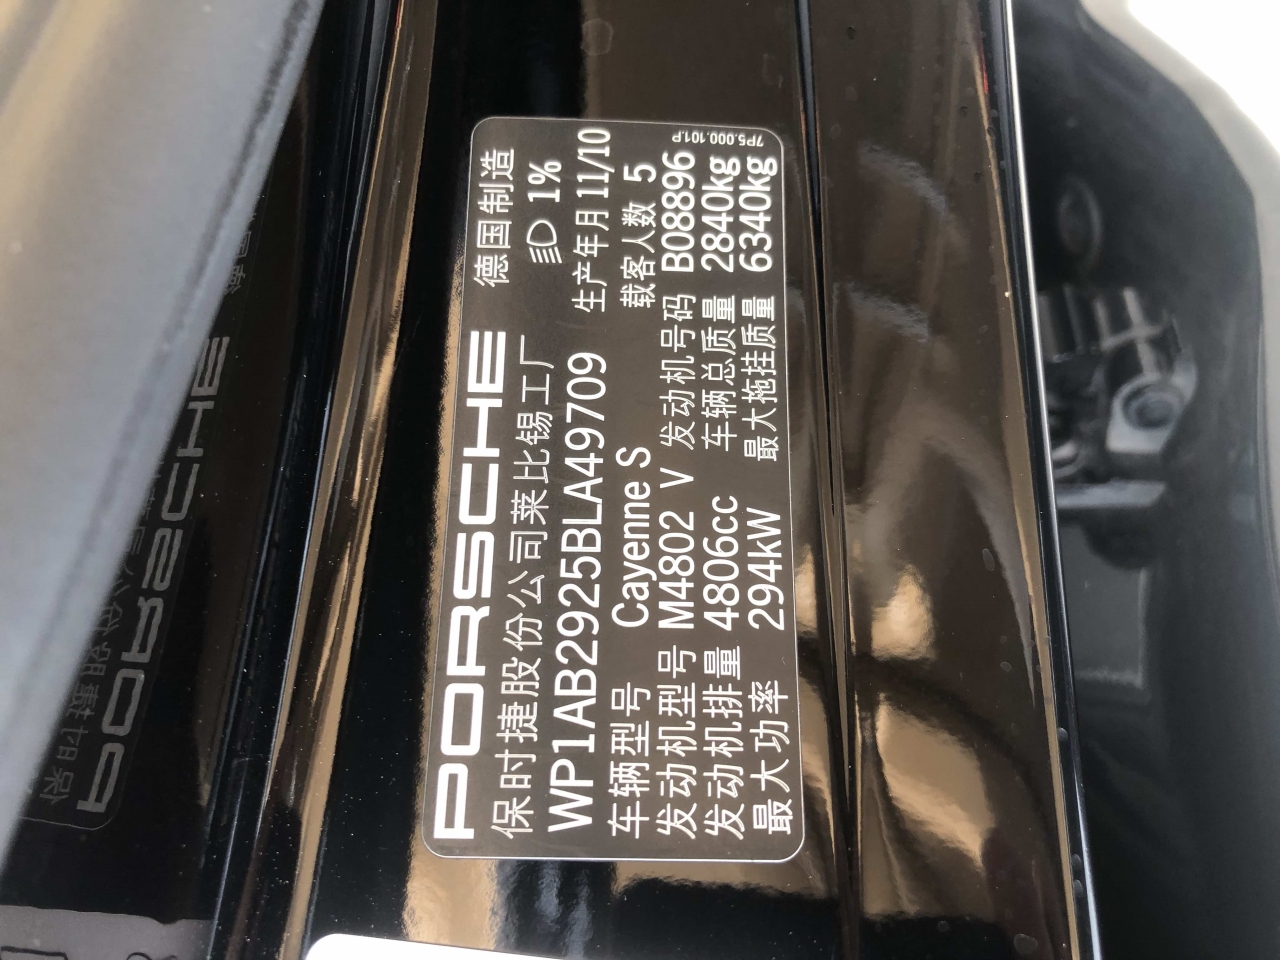 PORSCHE 德国制造
保时捷股份公司莱比锡工厂 1%
WP1AB2925BLA49709 生产年月 11/10
车辆型号 Cayenne S 载客人数 5
发动机型号 M4802 V 发动机号码 B08896
发动机排量 4806cc 车辆总质量 2840kg
最大功率 294kW 最大拖挂质量 6340kg
7P5.000.101.P